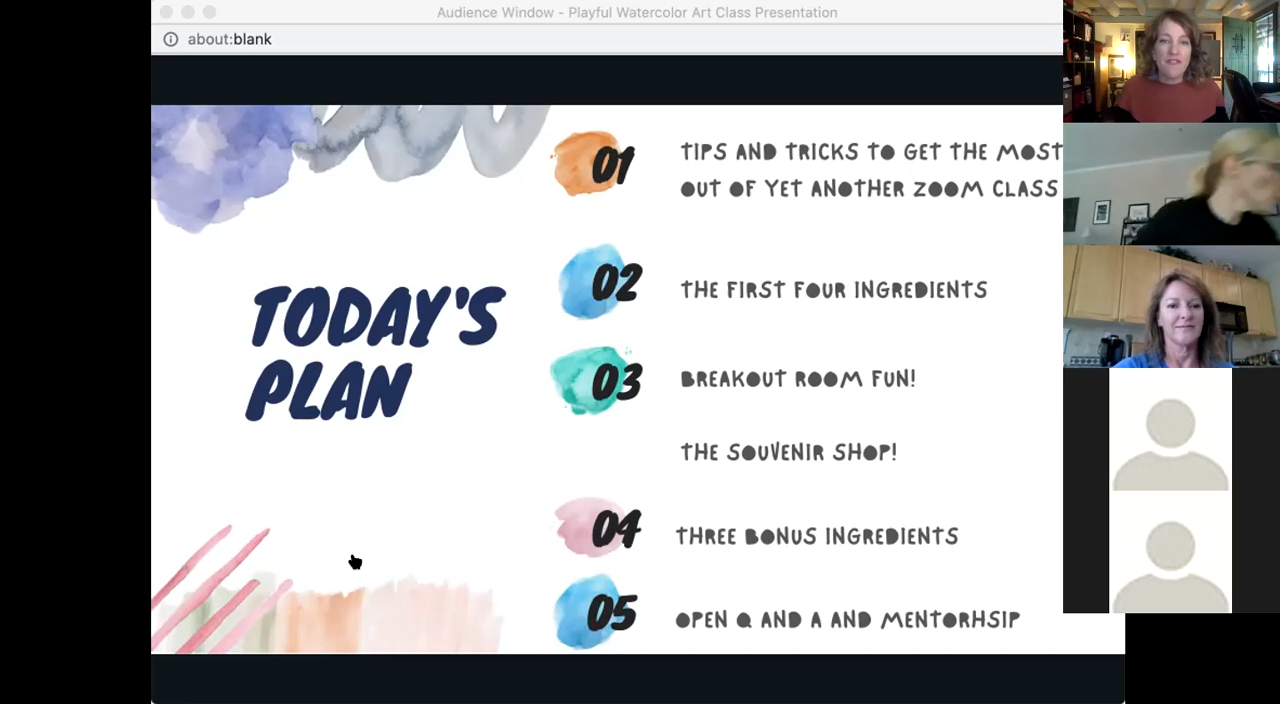 Audience Window - Playful Watercolor Art Class Presentation
about:blank
TODAY'S
PLAN
01
TIPS AND TRICKS TO GET THE MOST
OUT OF YET ANOTHER ZOOM CLASS
02
THE FIRST FOUR INGREDIENTS
03
BREAKOUT ROOM FUN!
THE SOUVENIR SHOP!
04
THREE BONUS INGREDIENTS
05
OPEN Q AND A AND MENTORHSIP